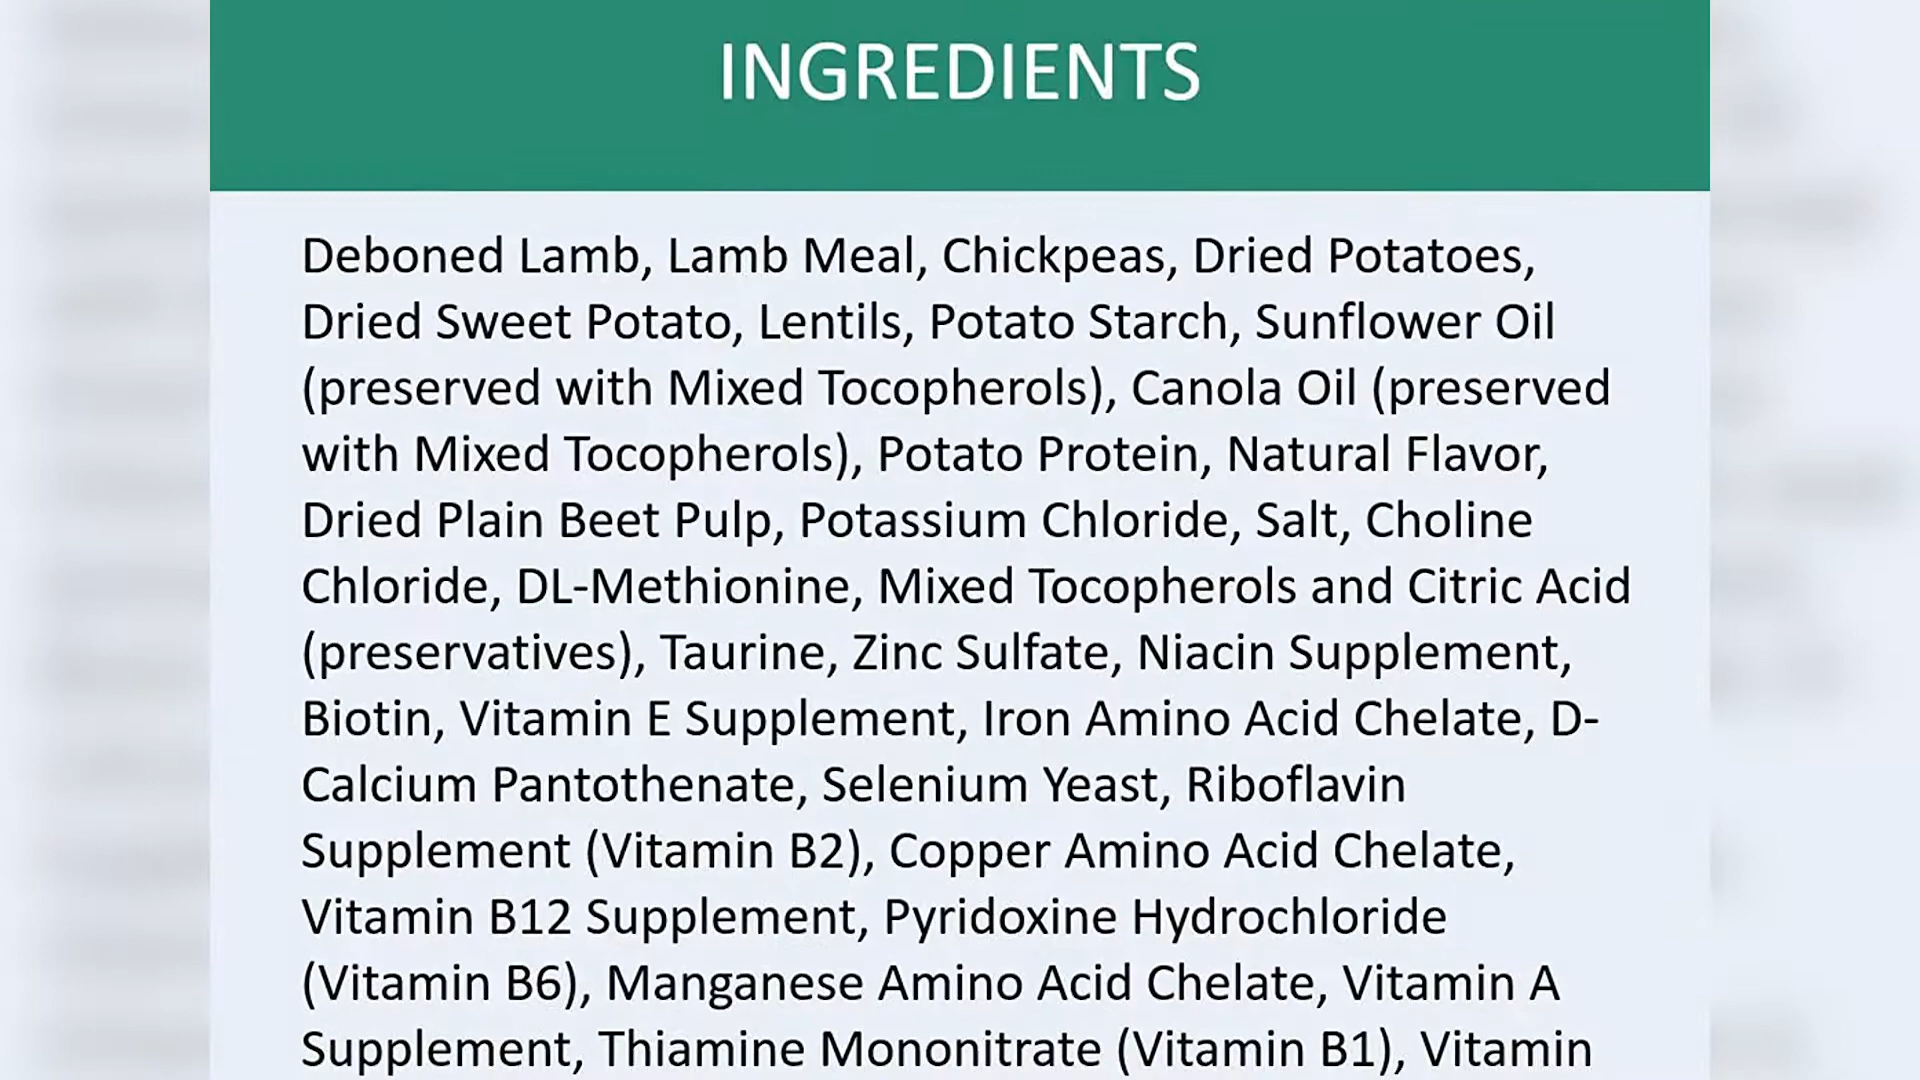 INGREDIENTS
Deboned Lamb, Lamb Meal, Chickpeas, Dried Potatoes,
Dried Sweet Potato, Lentils, Potato Starch, Sunflower Oil
(preserved with Mixed Tocopherols), Canola Oil (preserved
with Mixed Tocopherols), Potato Protein, Natural Flavor,
Dried Plain Beet Pulp, Potassium Chloride, Salt, Choline
Chloride, DL-Methionine, Mixed Tocopherols and Citric Acid
(preservatives), Taurine, Zinc Sulfate, Niacin Supplement,
Biotin, Vitamin E Supplement, Iron Amino Acid Chelate, D-
Calcium Pantothenate, Selenium Yeast, Riboflavin
Supplement (Vitamin B2), Copper Amino Acid Chelate,
Vitamin B12 Supplement, Pyridoxine Hydrochloride
(Vitamin B6), Manganese Amino Acid Chelate, Vitamin A
Supplement, Thiamine Mononitrate (Vitamin B1), Vitamin